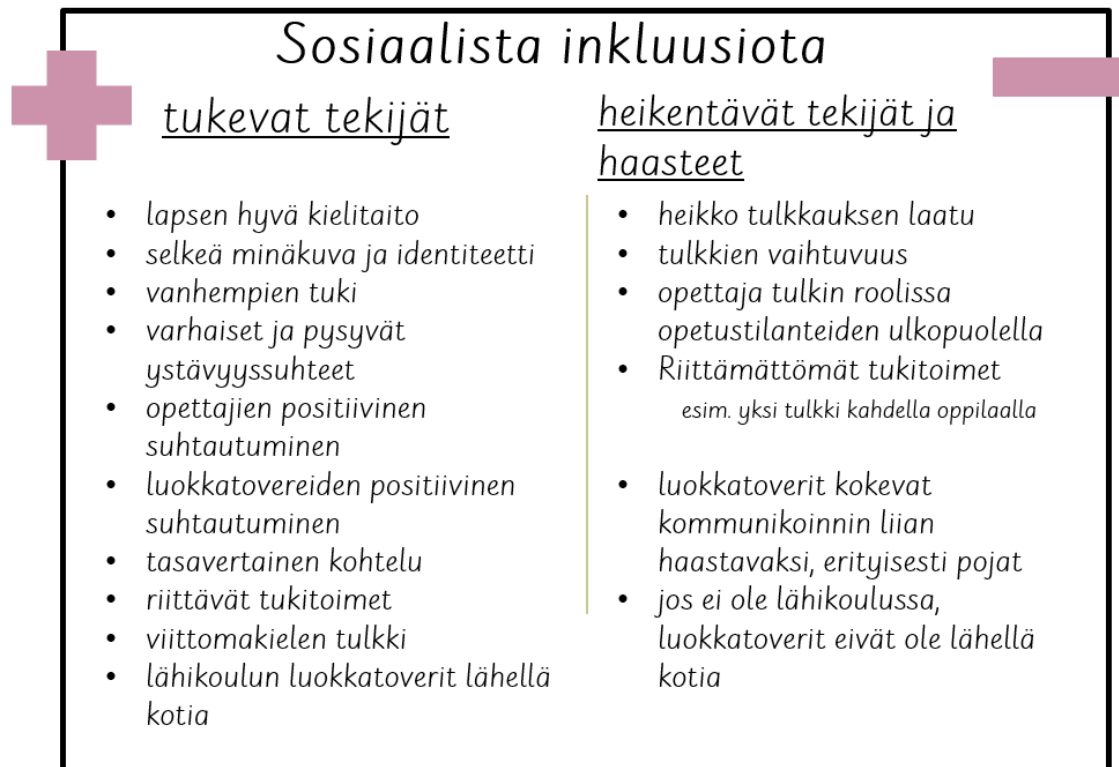 Sosiaalista inkluusiota
tukevat tekijät
• lapsen hyvä kielitaito
• selkeä minäkuva ja identiteetti
• vanhempien tuki
• varhaiset ja pysyvät
ystävyyssuhteet
• opettajien positiivinen
suhtautuminen
• luokkatovereiden positiivinen
suhtautuminen
• tasavertainen kohtelu
• riittävät tukitoimet
• viittomakielen tulkki
• lähikoulun luokkatoverit lähellä
kotia
heikentävät tekijät ja
haasteet
• heikko tulkkauksen laatu
• tulkkien vaihtuvuus
• opettaja tulkin roolissa
opetustilanteiden ulkopuolella
• Riittämättömät tukitoimet
esim. yksi tulkki kahdella oppilaalla
• luokkatoverit kokevat
kommunikoinnin liian
haastavaksi, erityisesti pojat
• jos ei ole lähikoulussa,
luokkatoverit eivät ole lähellä
kotia